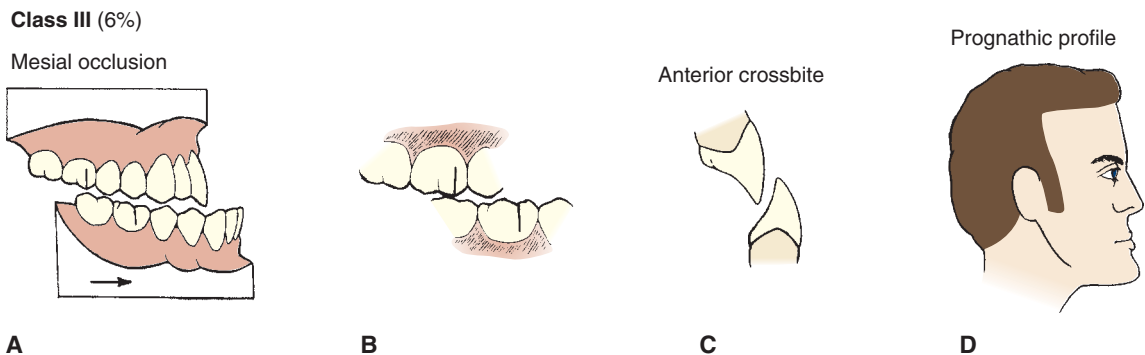 Class III (6%)
Mesial occlusion
Anterior crossbite
Prognathic profile
A
B
C
D